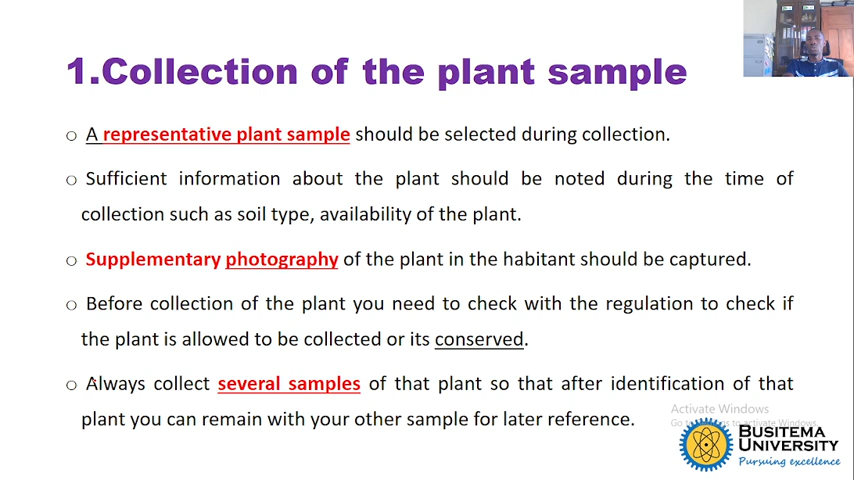 1.Collection of the plant sample
○ A representative plant sample should be selected during collection.
○ Sufficient information about the plant should be noted during the time of
collection such as soil type, availability of the plant.
○ Supplementary photography of the plant in the habitant should be captured.
○ Before collection of the plant you need to check with the regulation to check if
the plant is allowed to be collected or its conserved.
○ Always collect several samples of that plant so that after identification of that
plant you can remain with your other sample for later reference.
Activate Windows
Go to Settings to activate Windows.
BUSITEMA
UNIVERSITY
Pursuing excellence